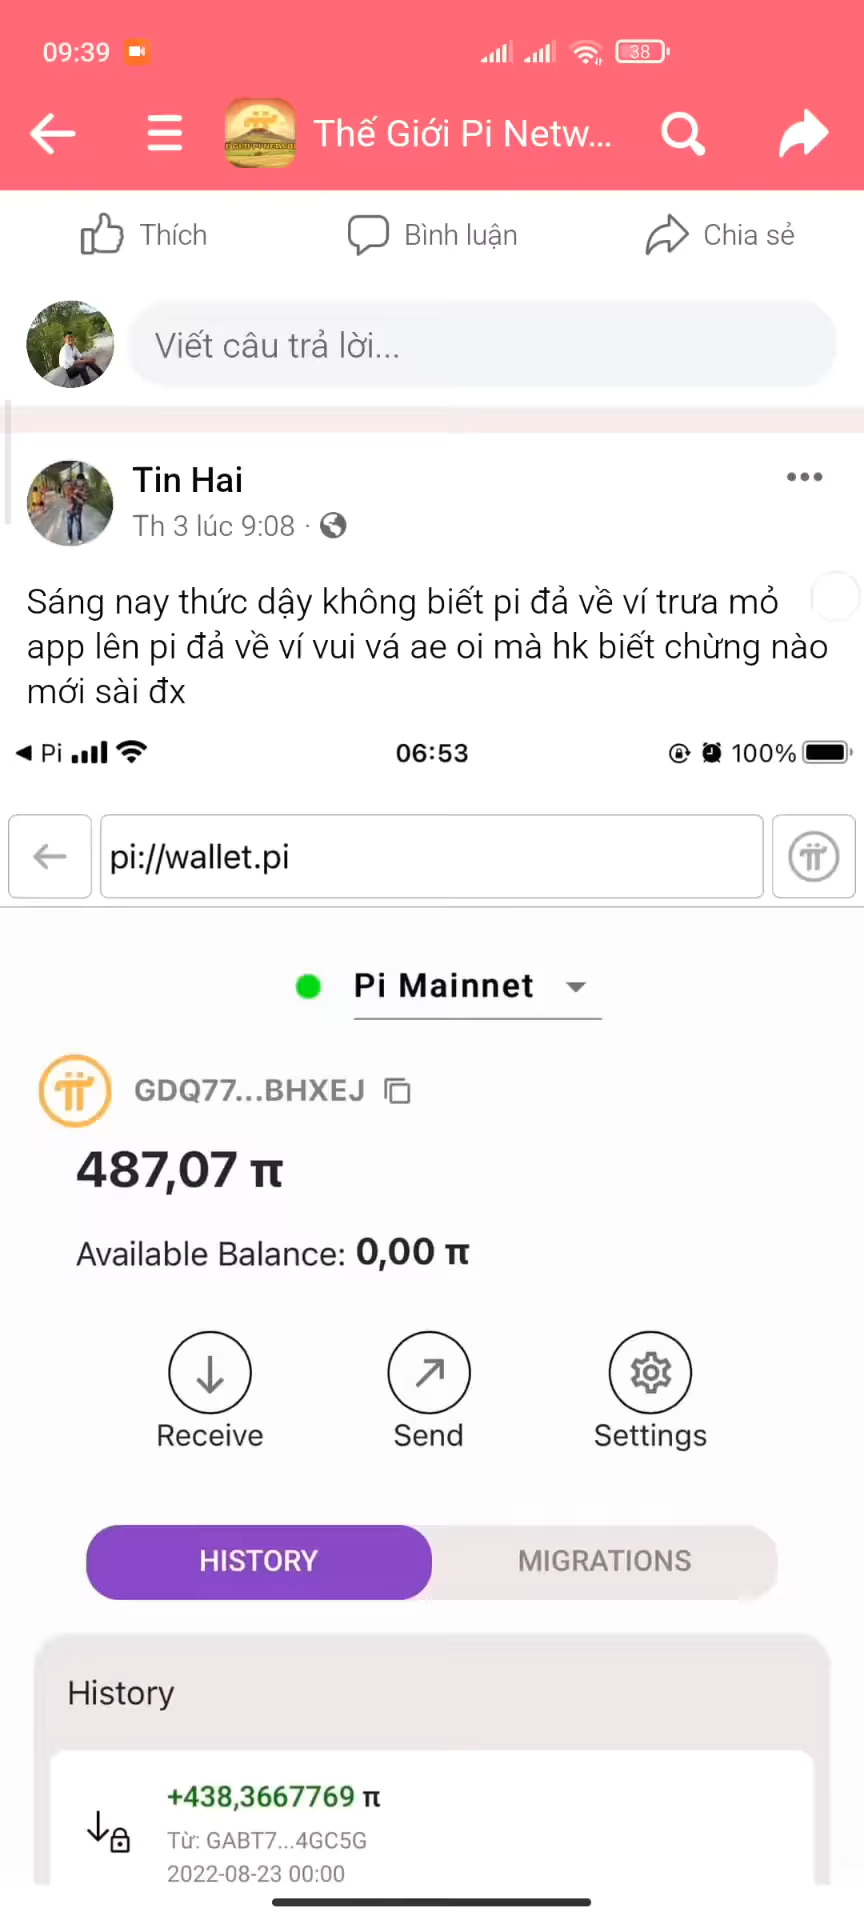 09:39
38
Thế Giới Pi Netw...
Thích
Bình luận
Chia sẻ
Viết câu trả lời...
Tin Hai
Th 3 lúc 9:08 ·
Sáng nay thức dậy không biết pi đả về ví trưa mỏ
app lên pi đả về ví vui vá ae oi mà hk biết chừng nào
mới sài đx
Pi
06:53
100%
pi://wallet.pi
Pi Mainnet
GDQ77...BHXEJ
487,07 π
Available Balance: 0,00 π
Receive
Send
Settings
HISTORY
MIGRATIONS
History
+438,3667769 π
Từ: GABT7...4GC5G
2022-08-23 00:00